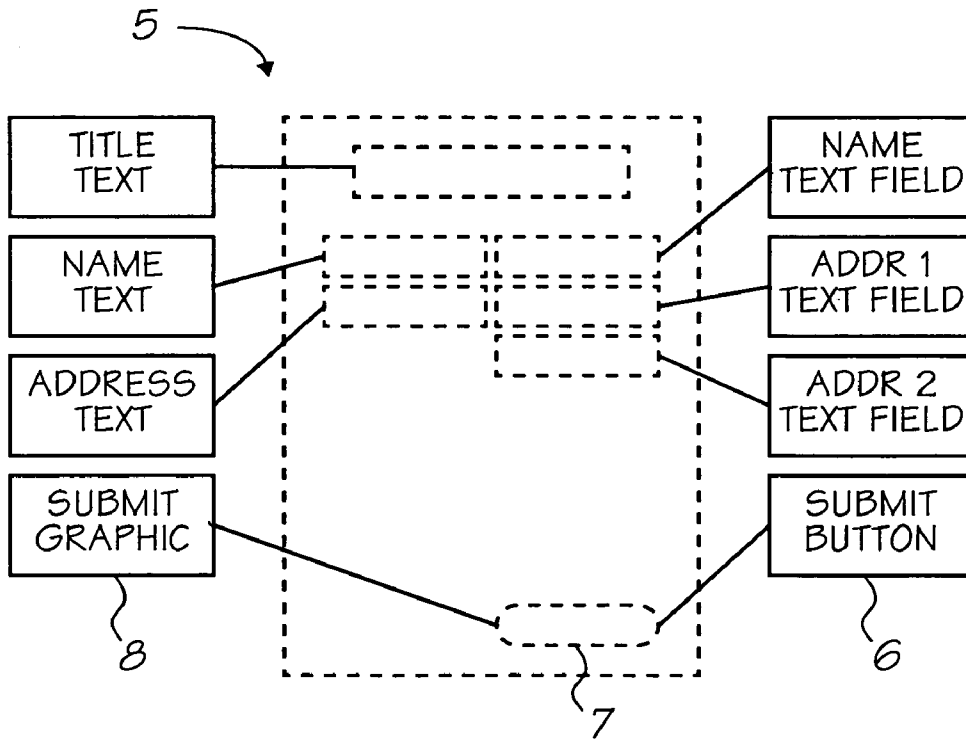 5
TITLE
TEXT
NAME
TEXT
ADDRESS
TEXT
SUBMIT
GRAPHIC
8
NAME
TEXT FIELD
ADDR 1
TEXT FIELD
ADDR 2
TEXT FIELD
SUBMIT
BUTTON
6
7